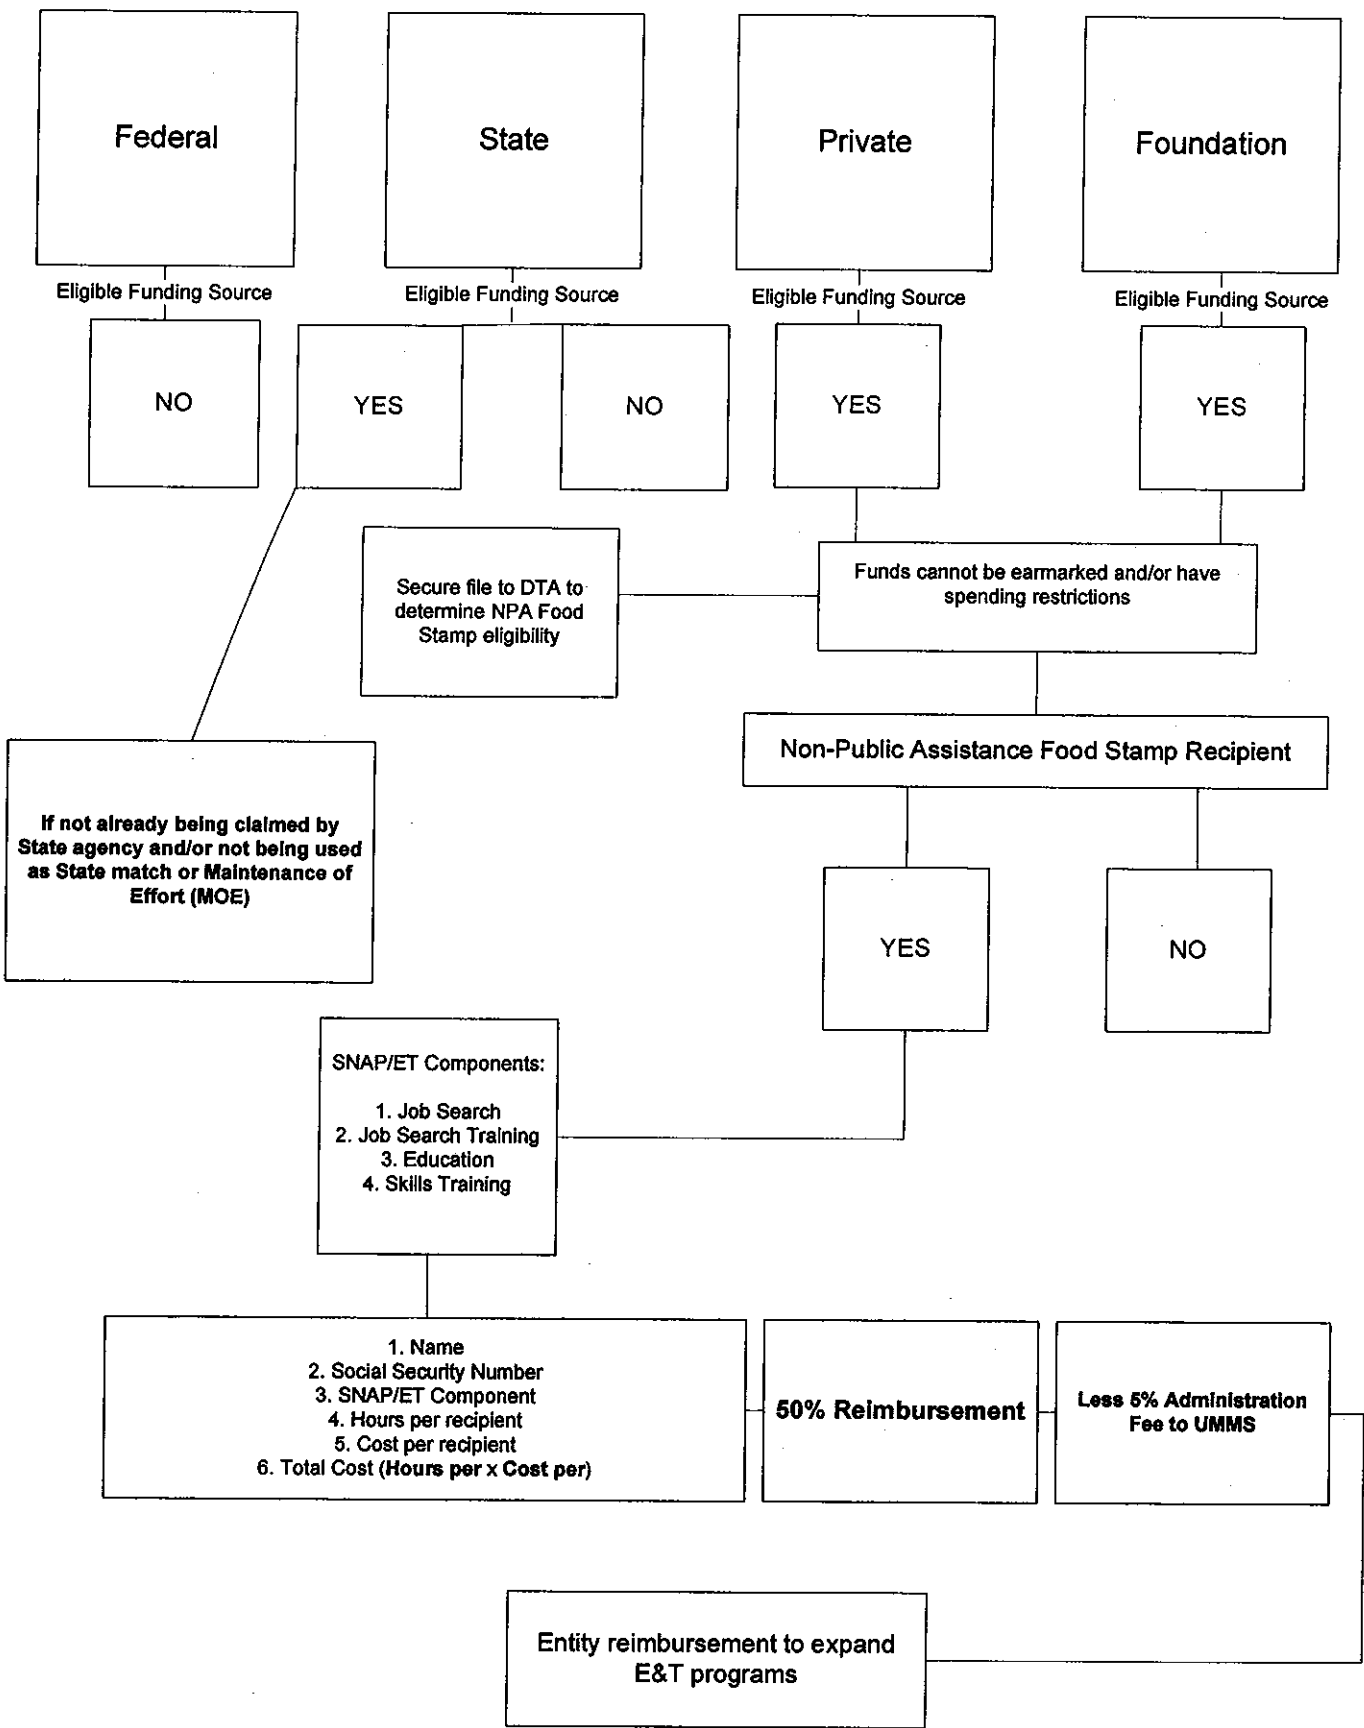 Federal
State
Private
Foundation
Eligible Funding Source
Eligible Funding Source
Eligible Funding Source
Eligible Funding Source
NO
YES
NO
YES
YES
Secure file to DTA to
determine NPA Food
Stamp eligibility
Funds cannot be earmarked and/or have
spending restrictions
Non-Public Assistance Food Stamp Recipient
If not already being claimed by
State agency and/or not being used
as State match or Maintenance of
Effort (MOE)
YES
NO
SNAP/ET Components:
1. Job Search
2. Job Search Training
3. Education
4. Skills Training
1. Name
2. Social Security Number
3. SNAP/ET Component
4. Hours per recipient
5. Cost per recipient
6. Total Cost (Hours per x Cost per)
50% Reimbursement
Less 5% Administration
Fee to UMMS
Entity reimbursement to expand
E&T programs